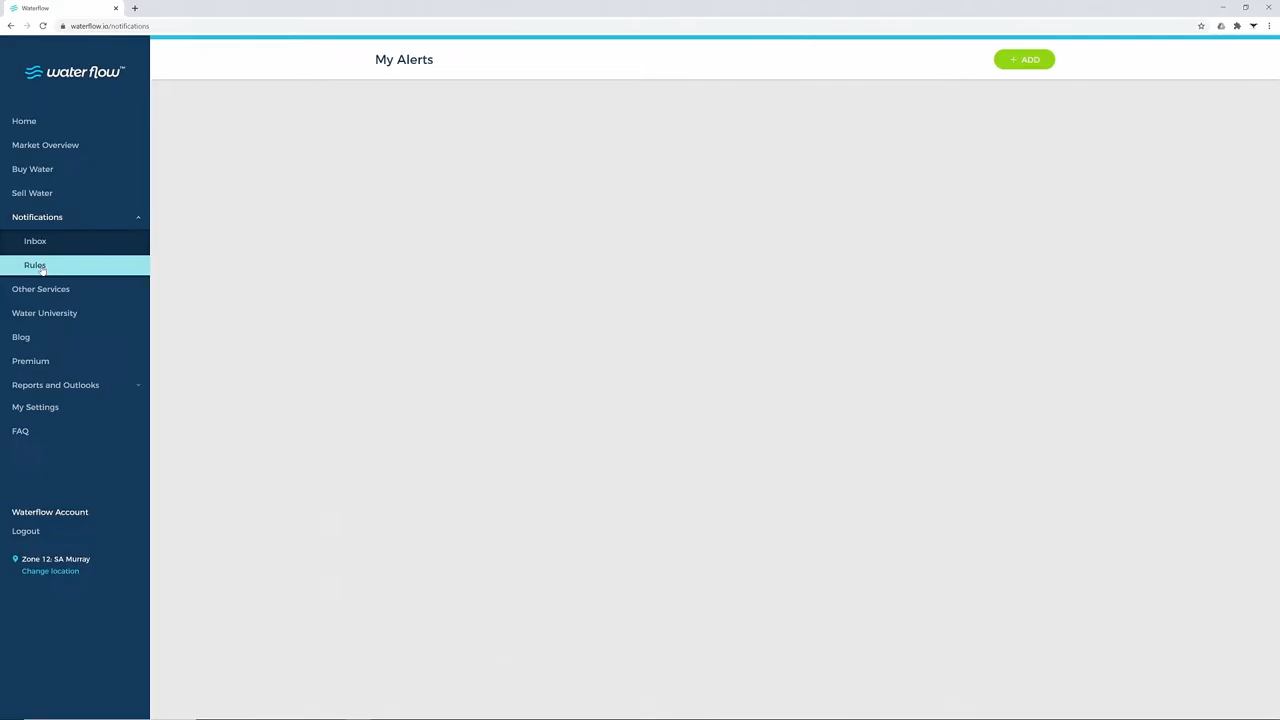 Waterflow
waterflow.io/notifications
water flow™
My Alerts
+ ADD
Home
Market Overview
Buy Water
Sell Water
Notifications
Inbox
Rules
Other Services
Water University
Blog
Premium
Reports and Outlooks
My Settings
FAQ
Waterflow Account
Logout
Zone 12: SA Murray
Change location